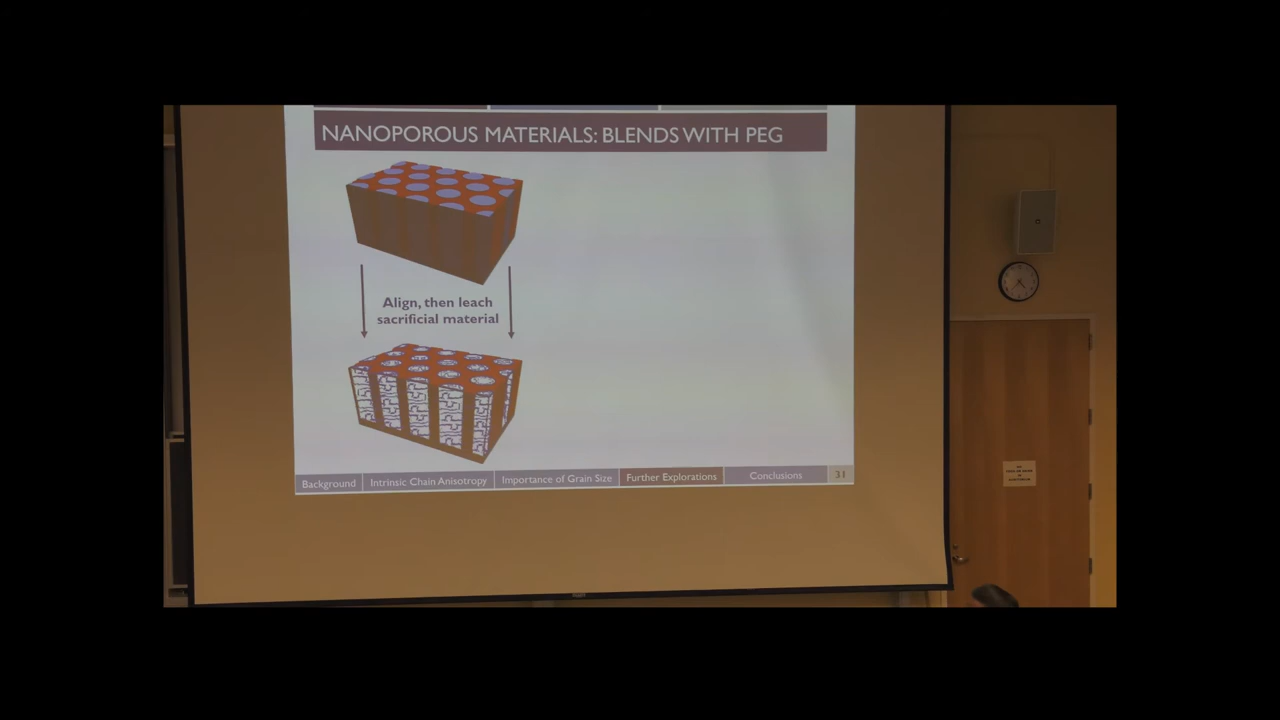 NANOPOROUS MATERIALS: BLENDS WITH PEG
Align, then leach
sacrificial material
Background
Intrinsic Chain Anisotropy
Importance of Grain Size
Further Explorations
Conclusions
31